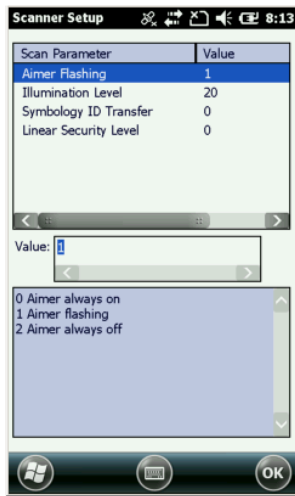 Scanner Setup 8:13
Scan Parameter Value
Aimer Flashing 1
Illumination Level 20
Symbology ID Transfer 0
Linear Security Level 0
Value: 1
0 Aimer always on
1 Aimer flashing
2 Aimer always off
OK